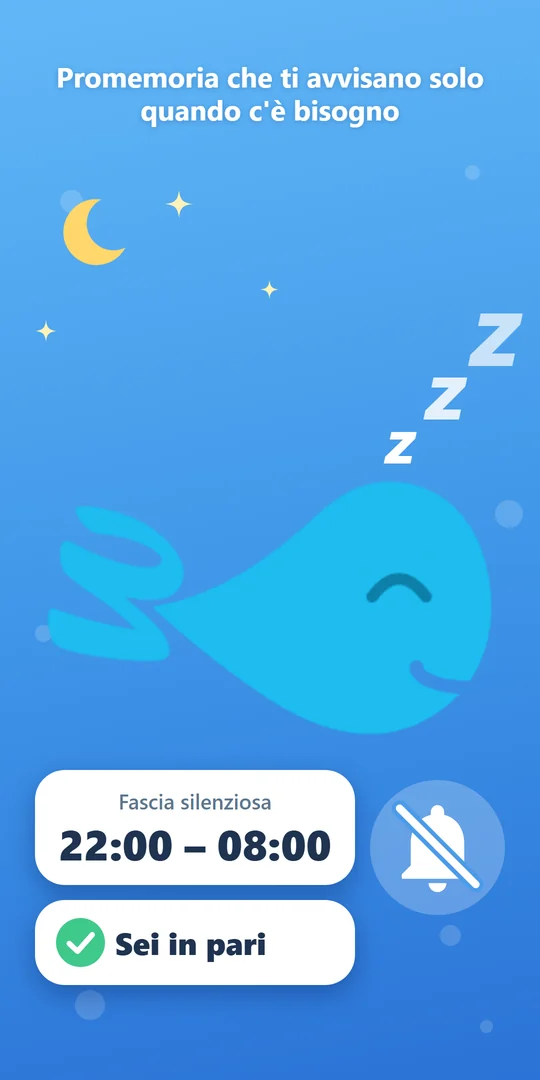 Promemoria che ti avvisano solo
quando c'è bisogno
z
z
z
Fascia silenziosa
22:00 – 08:00
Sei in pari